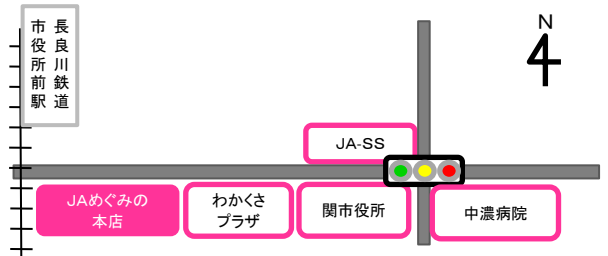 長良川鉄道
市役所前駅
N
JA-SS
JAめぐみの
本店
わかくさ
プラザ
関市役所
中濃病院